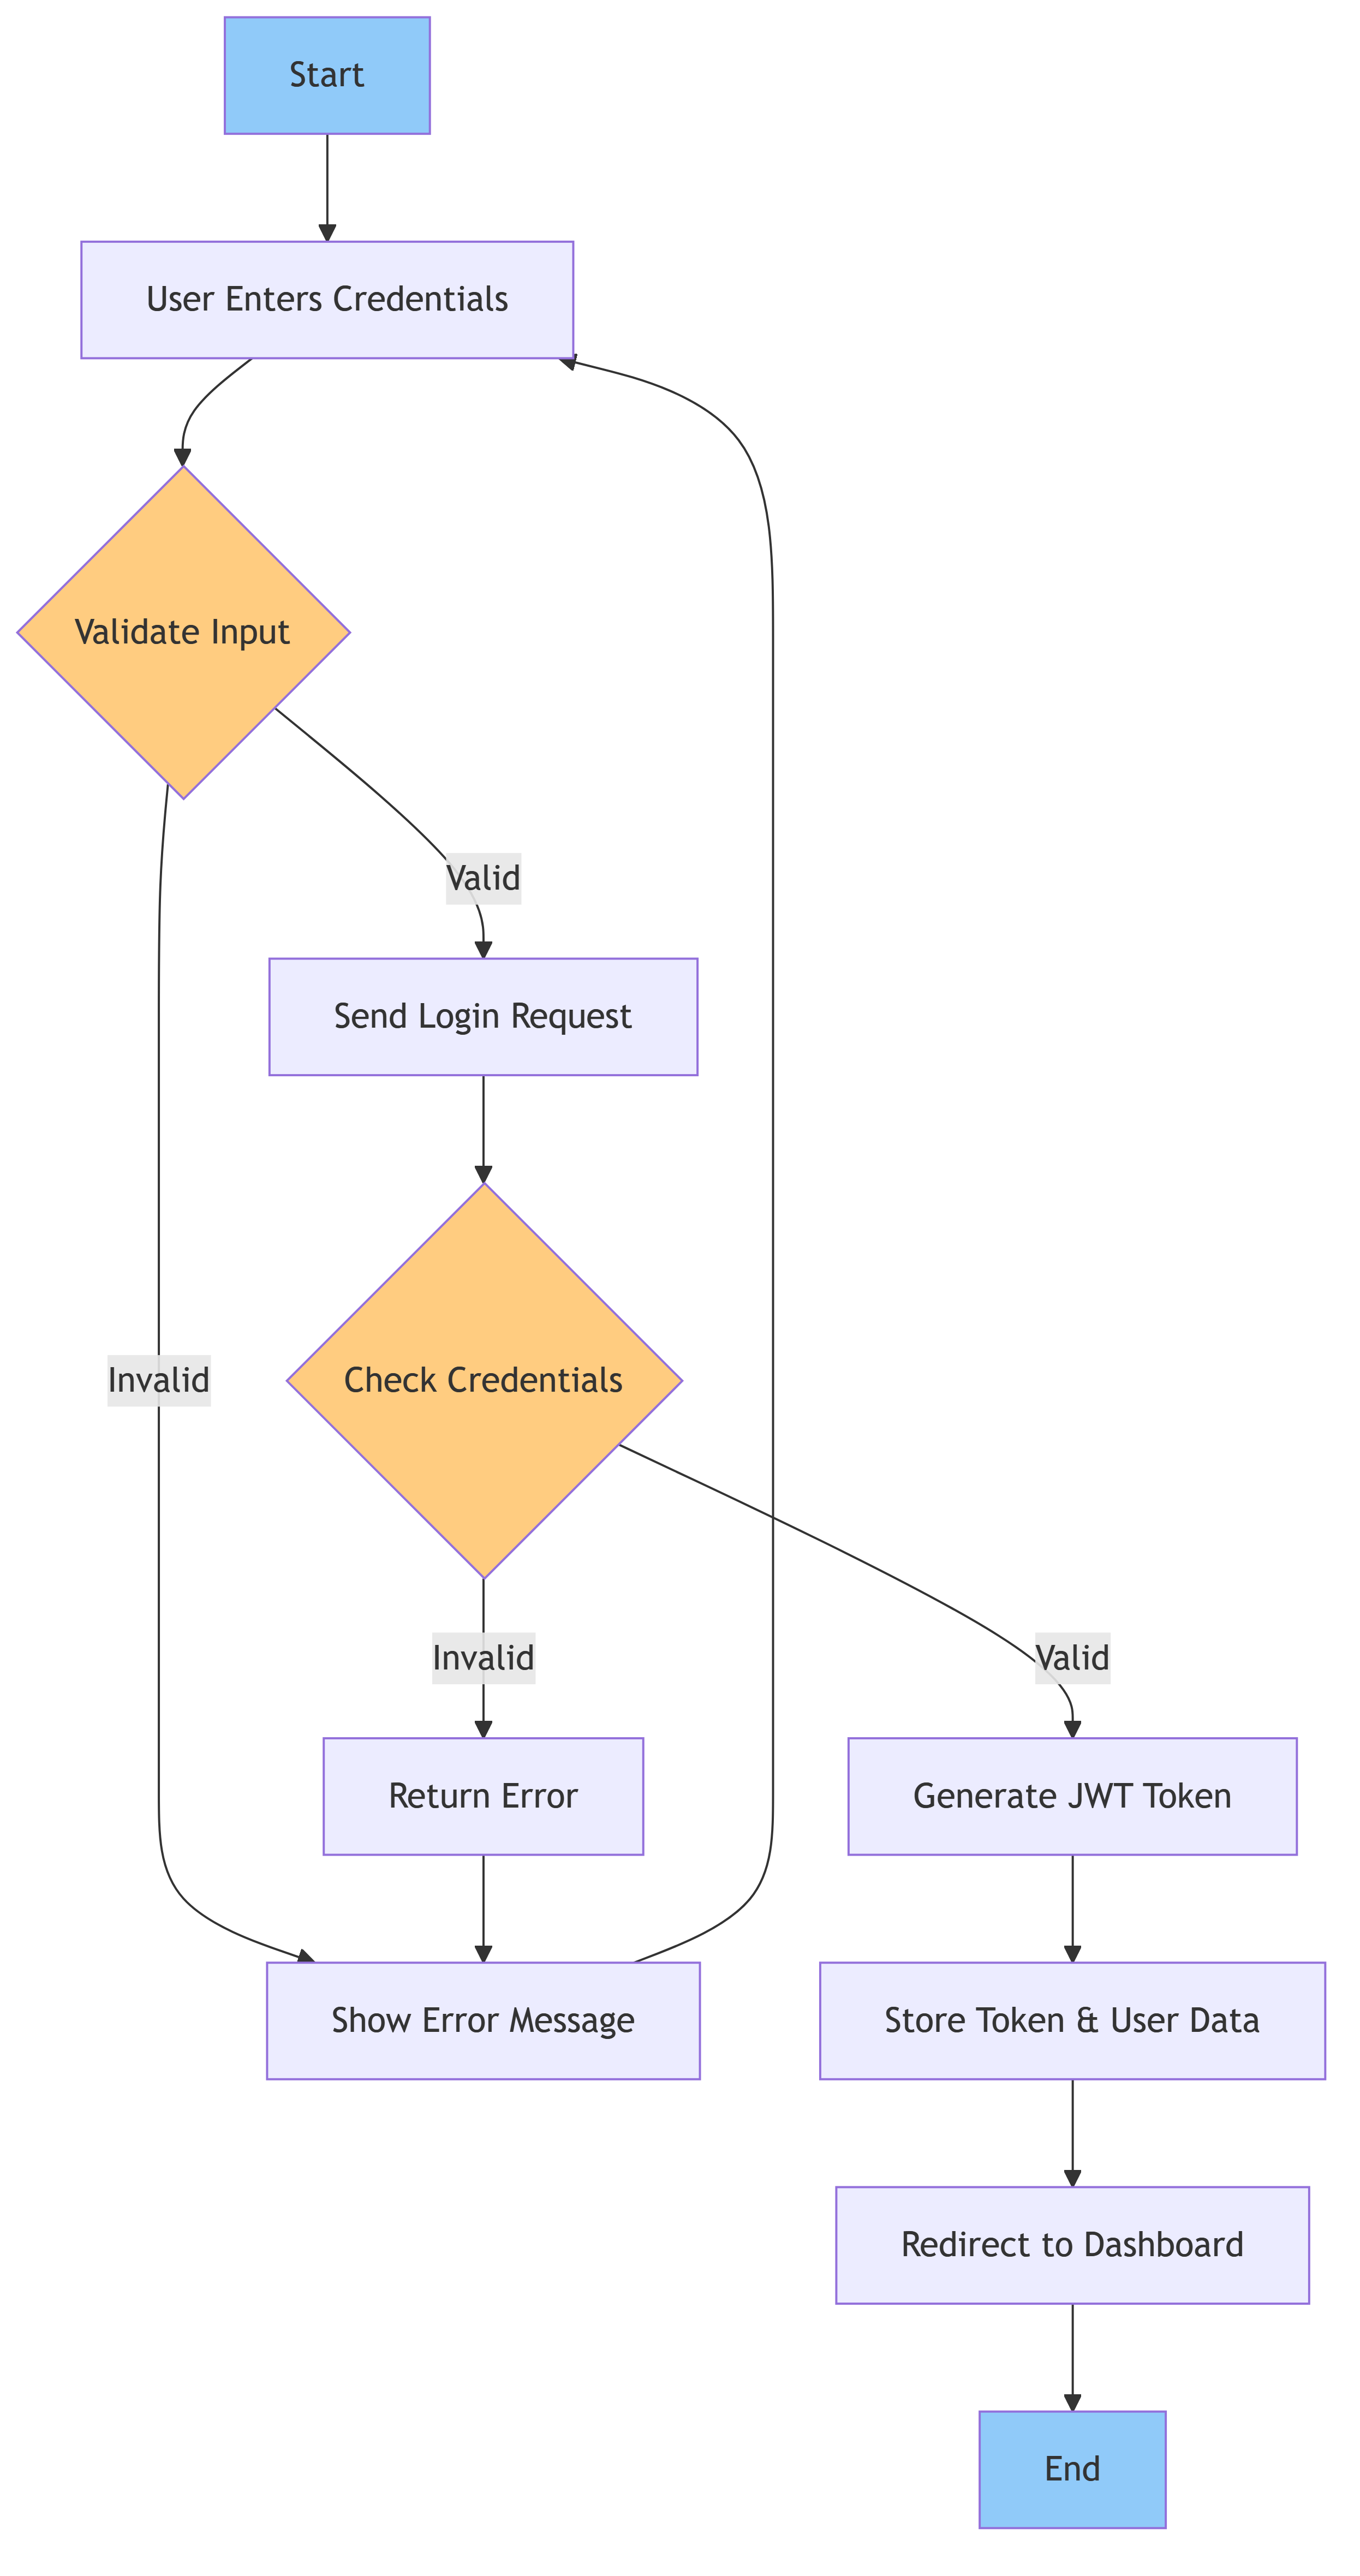 Start
User Enters Credentials
Validate Input
Valid
Send Login Request
Invalid
Check Credentials
Invalid
Valid
Return Error
Generate JWT Token
Show Error Message
Store Token & User Data
Redirect to Dashboard
End